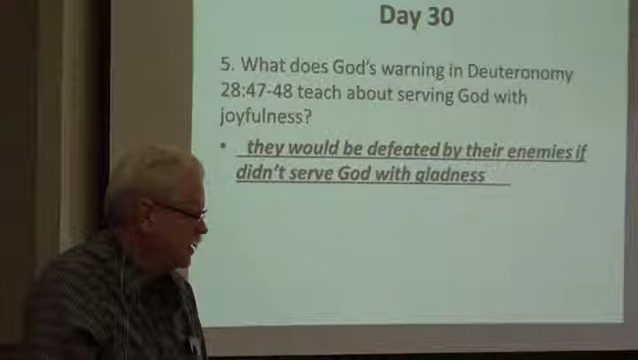 Day 30
5. What does God's warning in Deuteronomy
28:47-48 teach about serving God with
joyfulness?
• they would be defeated by their enemies if
didn't serve God with gladness